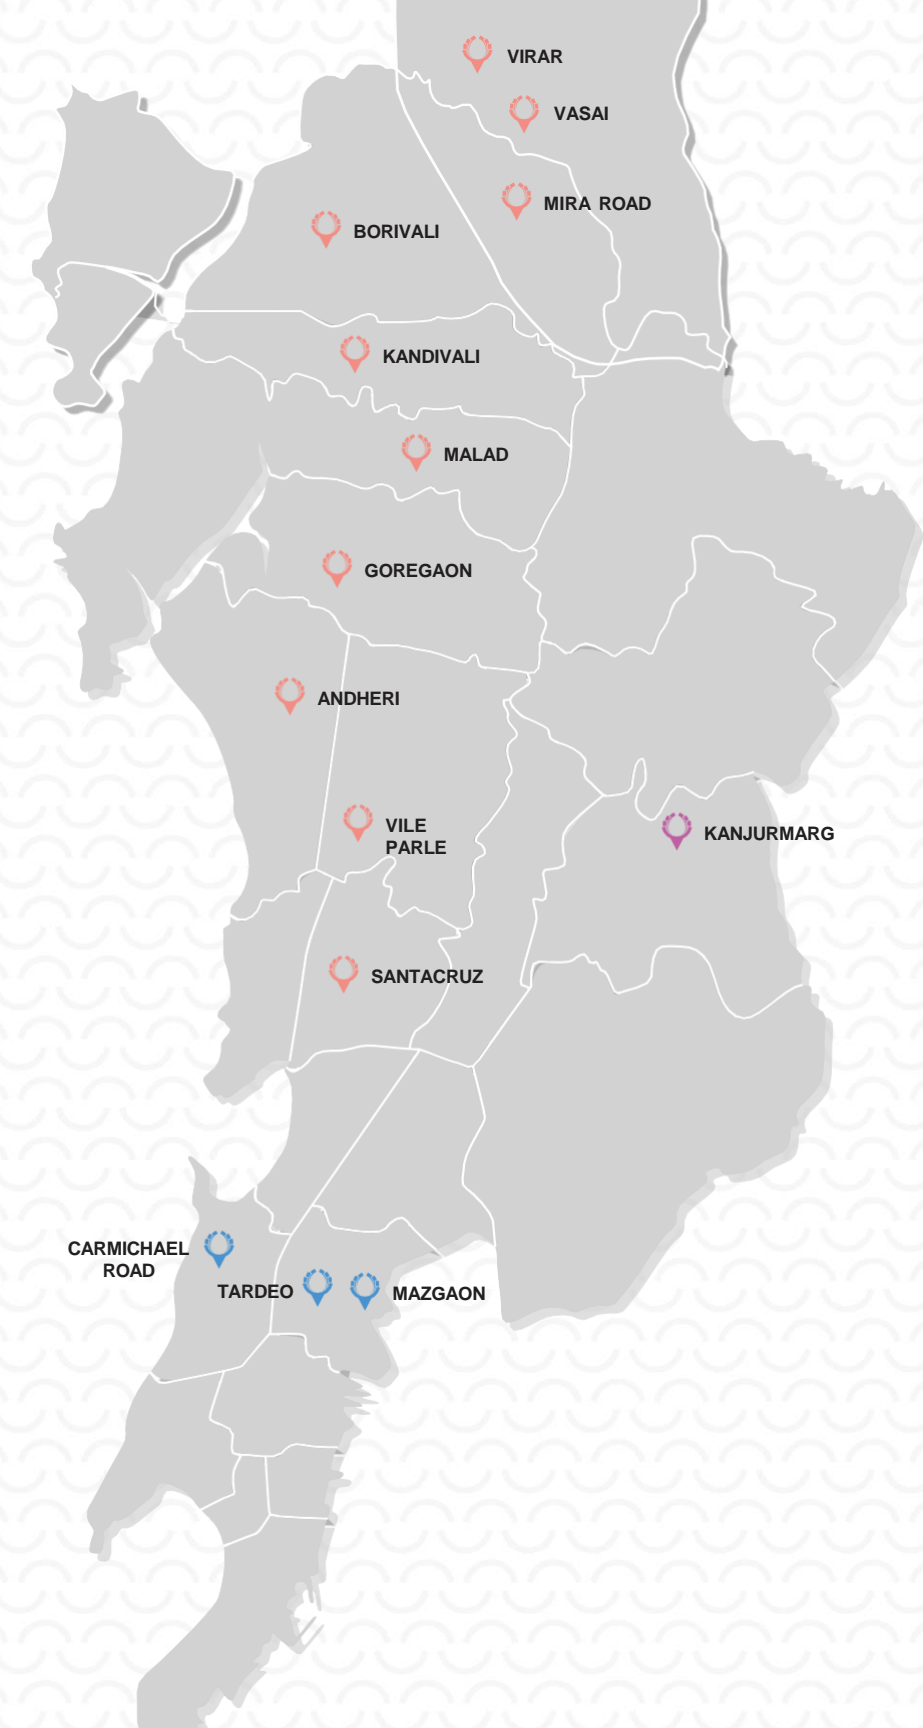 VIRAR
VASAI
MIRA ROAD
BORIVALI
KANDIVALI
MALAD
GOREGAON
ANDHERI
VILE
PARLE
KANJURMARG
SANTACRUZ
CARMICHAEL
ROAD
TARDEO
MAZGAON